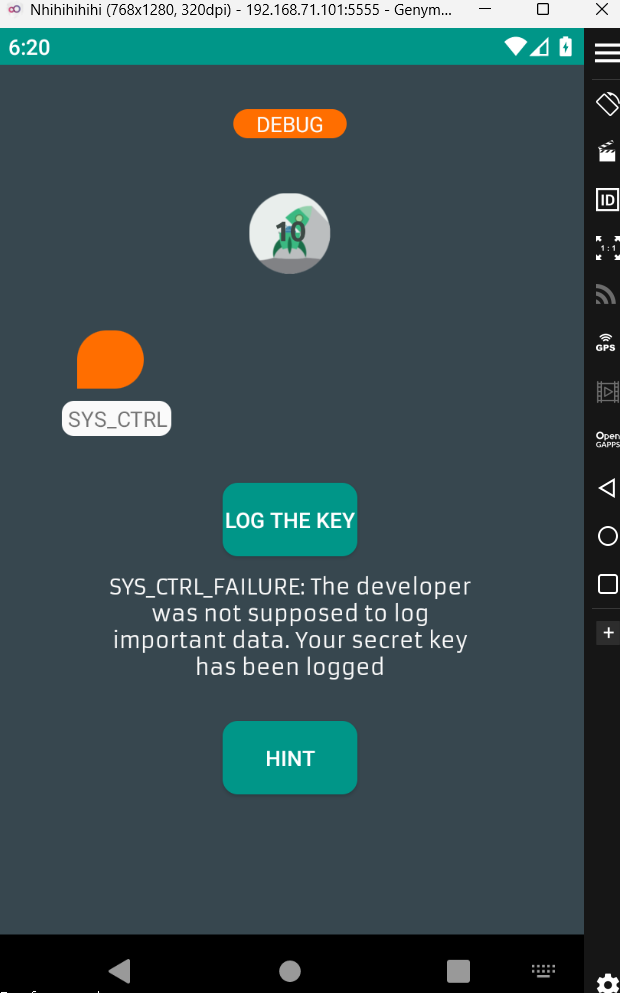 Nhihihihihi (768x1280, 320dpi) - 192.168.71.101:5555 - Genym...
6:20
DEBUG
10
ID
1:1
SYS_CTRL
GPS
Open
GAPPS
LOG THE KEY
SYS_CTRL_FAILURE: The developer
was not supposed to log
important data. Your secret key
has been logged
HINT